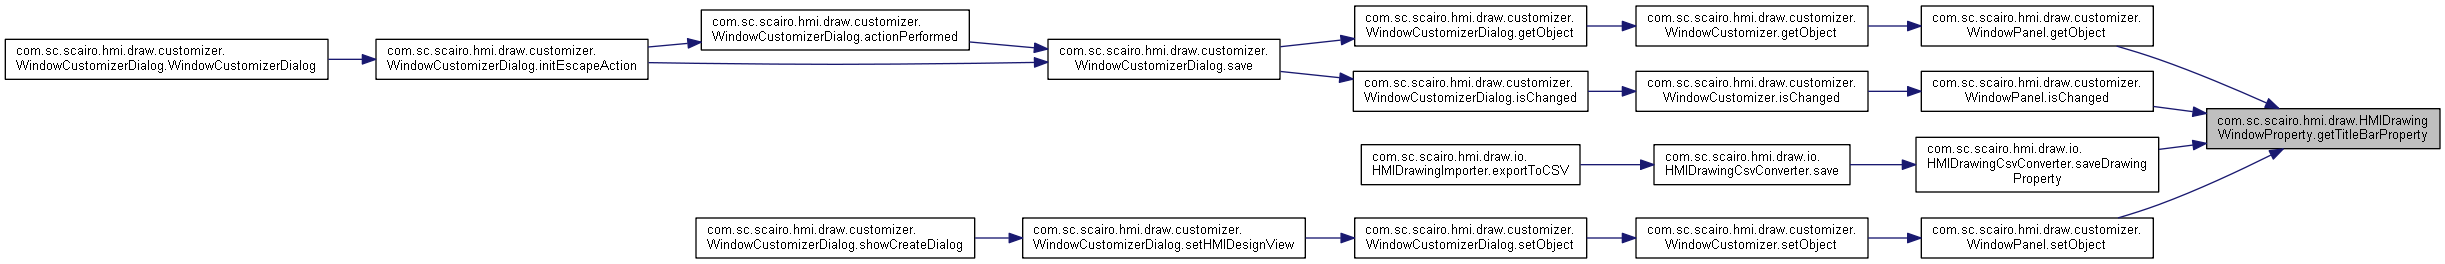 com.sc.scairo.hmi.draw.customizer.
WindowCustomizerDialog.WindowCustomizerDialog
com.sc.scairo.hmi.draw.customizer.
WindowCustomizerDialog.initEscapeAction
com.sc.scairo.hmi.draw.customizer.
WindowCustomizerDialog.actionPerformed
com.sc.scairo.hmi.draw.customizer.
WindowCustomizerDialog.save
com.sc.scairo.hmi.draw.customizer.
WindowCustomizerDialog.getObject
com.sc.scairo.hmi.draw.customizer.
WindowCustomizer.getObject
com.sc.scairo.hmi.draw.customizer.
WindowPanel.getObject
com.sc.scairo.hmi.draw.customizer.
WindowCustomizerDialog.isChanged
com.sc.scairo.hmi.draw.customizer.
WindowCustomizer.isChanged
com.sc.scairo.hmi.draw.customizer.
WindowPanel.isChanged
com.sc.scairo.hmi.draw.HMIDrawing
WindowProperty.getTitleBarProperty
com.sc.scairo.hmi.draw.io.
HMIDrawingImporter.exportToCSV
com.sc.scairo.hmi.draw.io.
HMIDrawingCsvConverter.save
com.sc.scairo.hmi.draw.io.
HMIDrawingCsvConverter.saveDrawing
Property
com.sc.scairo.hmi.draw.customizer.
WindowCustomizerDialog.showCreateDialog
com.sc.scairo.hmi.draw.customizer.
WindowCustomizerDialog.setHMIDesignView
com.sc.scairo.hmi.draw.customizer.
WindowCustomizerDialog.setObject
com.sc.scairo.hmi.draw.customizer.
WindowCustomizer.setObject
com.sc.scairo.hmi.draw.customizer.
WindowPanel.setObject